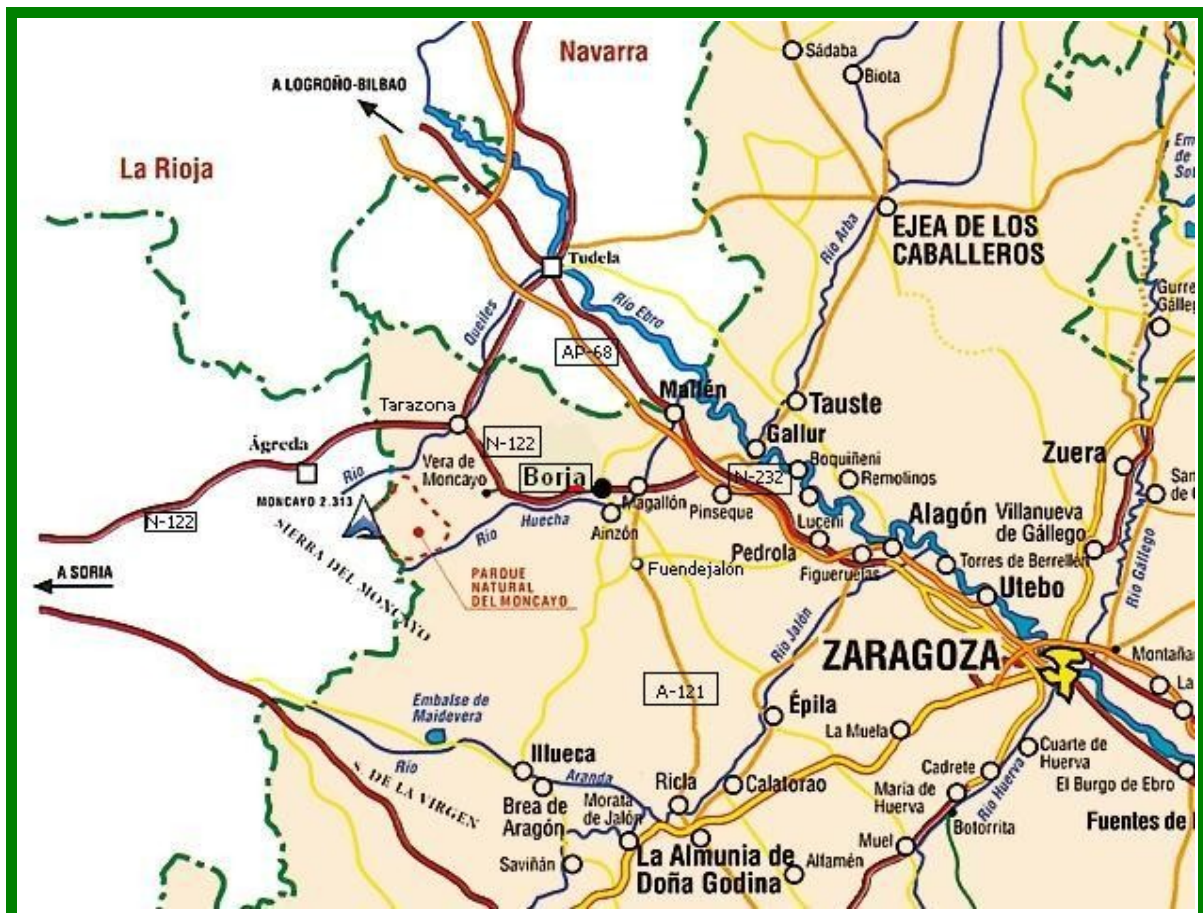 Navarra
Sádaba
Biota
A LOGROÑO-BILBAO
La Rioja
EJEA DE LOS
CABALLEROS
Río Arba
Tudela
Río Ebro
Queiles
AP-68
Gurre
Gálleg
Mallén
Tauste
Tarazona
Gallur
N-122
Ágreda
Vera de
Moncayo
Borja
Boquiñeni
N-232
Remolinos
Zuera
Río
MONCAYO 2.313
Magallón
Pinseque
N-122
Huecha
Ainzón
Luceni
Alagón
Villanueva
de Gállego
SIERRA DEL MONCAYO
Río
Pedrola
Figueruelas
Torres de Berrellén
A SORIA
PARQUE
NATURAL
DEL MONCAYO
Fuendejalón
Utebo
Río Gállego
Río Jalón
ZARAGOZA
Montaña
La
A-121
Embalse de
Maidevera
Épila
La Muela
Río
Illueca
Aranda
Ricla
Calatorao
Cuarte de
Huerva
Cadrete
El Burgo de Ebro
S. DE LA VIRGEN
Brea de
Aragón
Morata
de Jalón
María de
Huerva
Río Huerva
Botorrita
Fuentes de
Saviñán
La Almunia de
Doña Godina
Alfamén
Muel